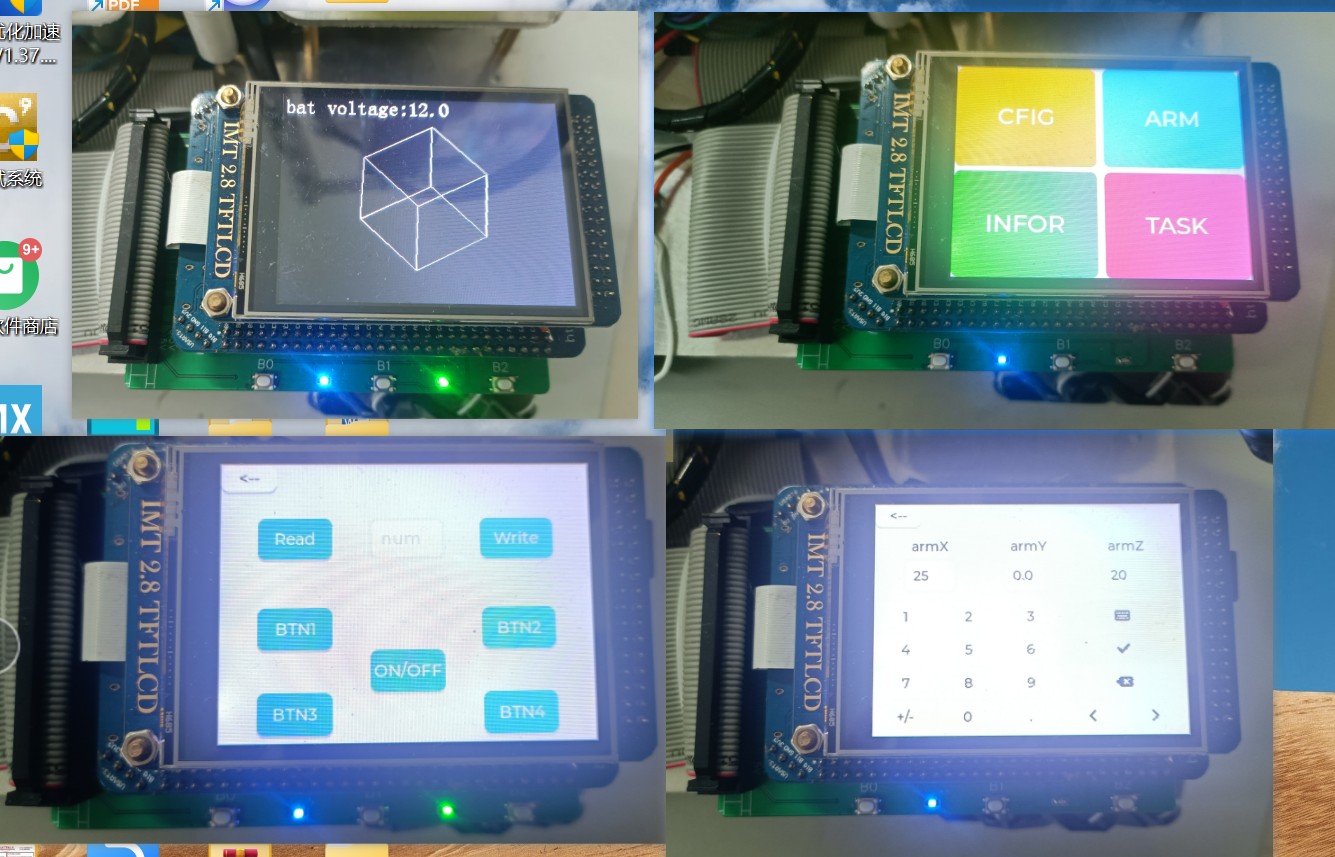 PDF
化加速
1.37....
系统
9+
件商店
bat voltage:12.0
IMT 2.8 TFTLCD
B0
B1
B2
CFIG
ARM
INFOR
TASK
IMT 2.8 TFTLCD
B0
B1
B2
<--
Read
num
Write
BTN1
BTN2
ON/OFF
BTN3
BTN4
IMT 2.8 TFTLCD
<--
armX
armY
armZ
25
0.0
20
1 2 3
4 5 6
7 8 9
+/- 0 . < >
IMT 2.8 TFTLCD
B0
B1